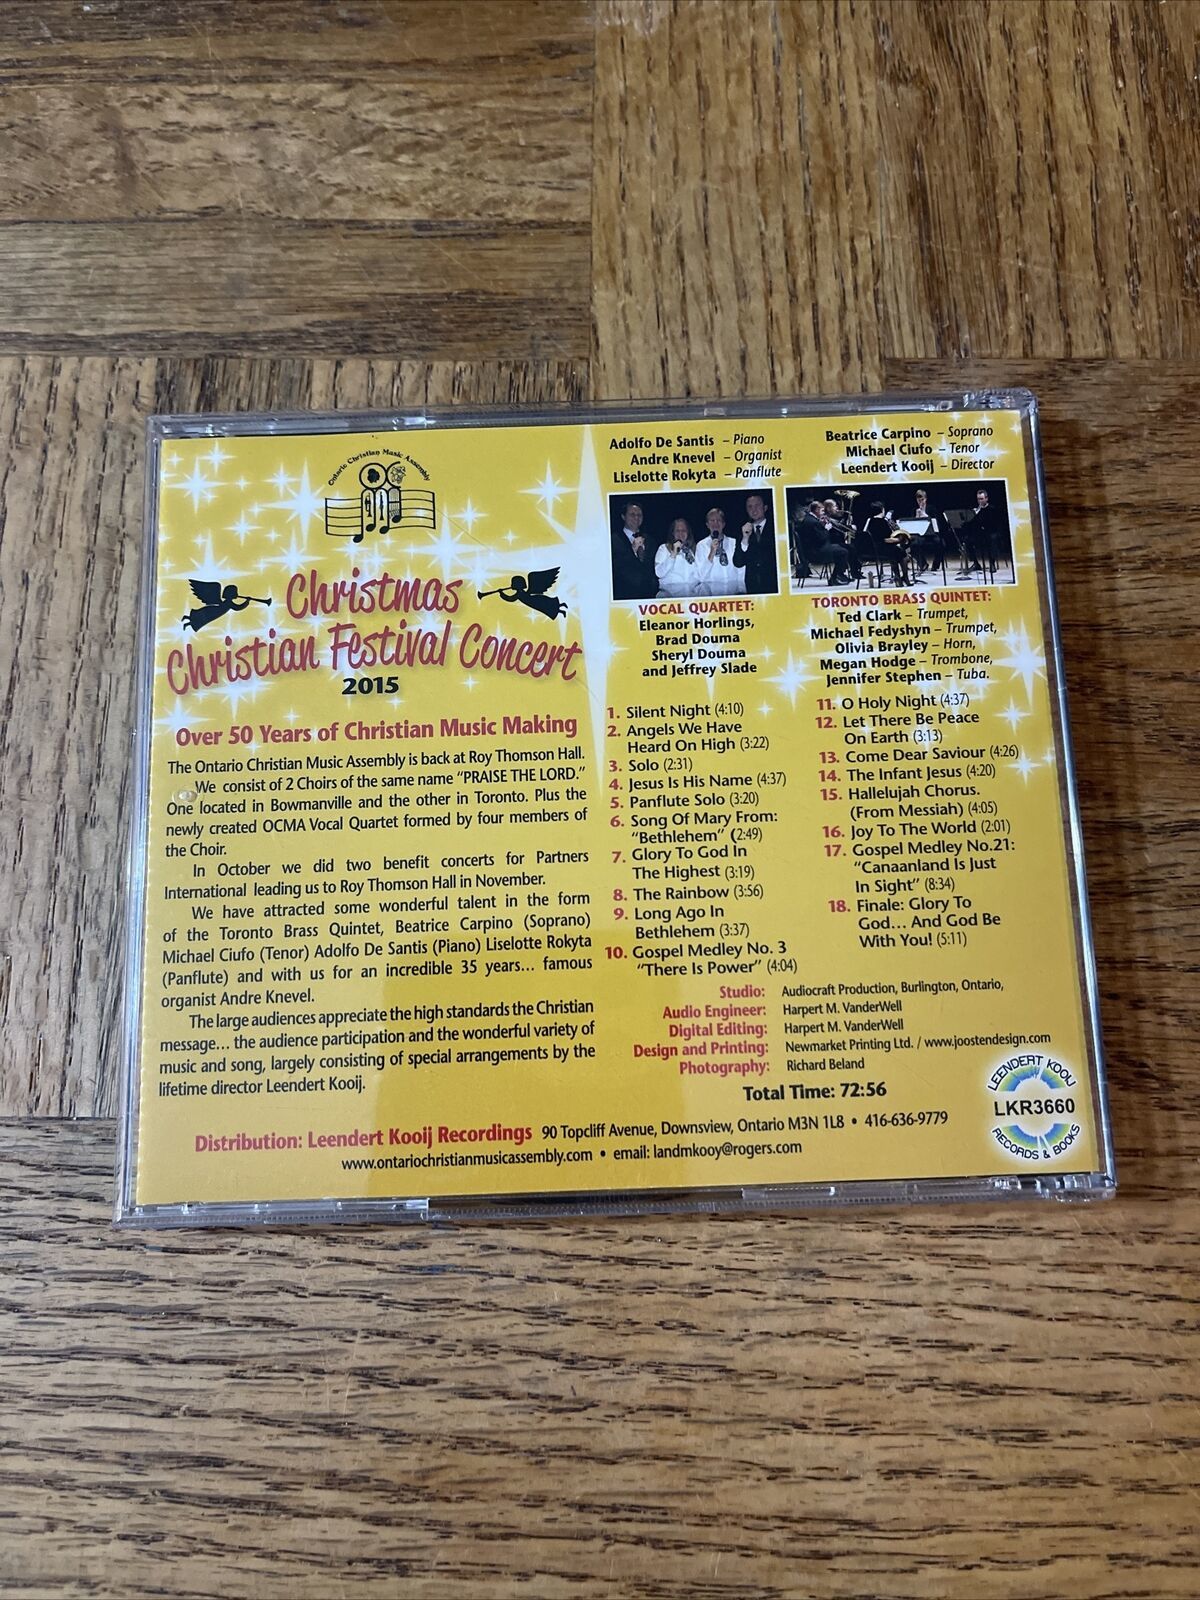 Ontario Christian Music Assembly
Christmas
Christian Festival Concert
2015
Over 50 Years of Christian Music Making
The Ontario Christian Music Assembly is back at Roy Thomson Hall.
We consist of 2 Choirs of the same name “PRAISE THE LORD.”
One located in Bowmanville and the other in Toronto. Plus the
newly created OCMA Vocal Quartet formed by four members of
the Choir.
In October we did two benefit concerts for Partners
International leading us to Roy Thomson Hall in November.
We have attracted some wonderful talent in the form
of the Toronto Brass Quintet, Beatrice Carpino (Soprano)
Michael Ciufo (Tenor) Adolfo De Santis (Piano) Liselotte Rokyta
(Panflute) and with us for an incredible 35 years... famous
organist Andre Knevel.
The large audiences appreciate the high standards the Christian
message... the audience participation and the wonderful variety of
music and song, largely consisting of special arrangements by the
lifetime director Leendert Kooij.
Adolfo De Santis – Piano
Andre Knevel – Organist
Liselotte Rokyta – Panflute
Beatrice Carpino – Soprano
Michael Ciufo – Tenor
Leendert Kooij – Director
VOCAL QUARTET:
Eleanor Horlings,
Brad Douma
Sheryl Douma
and Jeffrey Slade
TORONTO BRASS QUINTET:
Ted Clark – Trumpet,
Michael Fedyshyn – Trumpet,
Olivia Brayley – Horn,
Megan Hodge – Trombone,
Jennifer Stephen – Tuba.
1. Silent Night (4:10)
2. Angels We Have
Heard On High (3:22)
3. Solo (2:31)
4. Jesus Is His Name (4:37)
5. Panflute Solo (3:20)
6. Song Of Mary From:
“Bethlehem” (2:49)
7. Glory To God In
The Highest (3:19)
8. The Rainbow (3:56)
9. Long Ago In
Bethlehem (3:37)
10. Gospel Medley No. 3
“There Is Power” (4:04)
11. O Holy Night (4:37)
12. Let There Be Peace
On Earth (3:13)
13. Come Dear Saviour (4:26)
14. The Infant Jesus (4:20)
15. Hallelujah Chorus.
(From Messiah) (4:05)
16. Joy To The World (2:01)
17. Gospel Medley No.21:
“Canaanland Is Just
In Sight” (8:34)
18. Finale: Glory To
God... And God Be
With You! (5:11)
Studio: Audiocraft Production, Burlington, Ontario,
Audio Engineer: Harpert M. VanderWell
Digital Editing: Harpert M. VanderWell
Design and Printing: Newmarket Printing Ltd. / www.joostendesign.com
Photography: Richard Beland
Total Time: 72:56
LEENDERT KOOIJ
LKR3660
RECORDS & BOOKS
Distribution: Leendert Kooij Recordings 90 Topcliff Avenue, Downsview, Ontario M3N 1L8 • 416-636-9779
www.ontariochristianmusicassembly.com • email: landmkooy@rogers.com